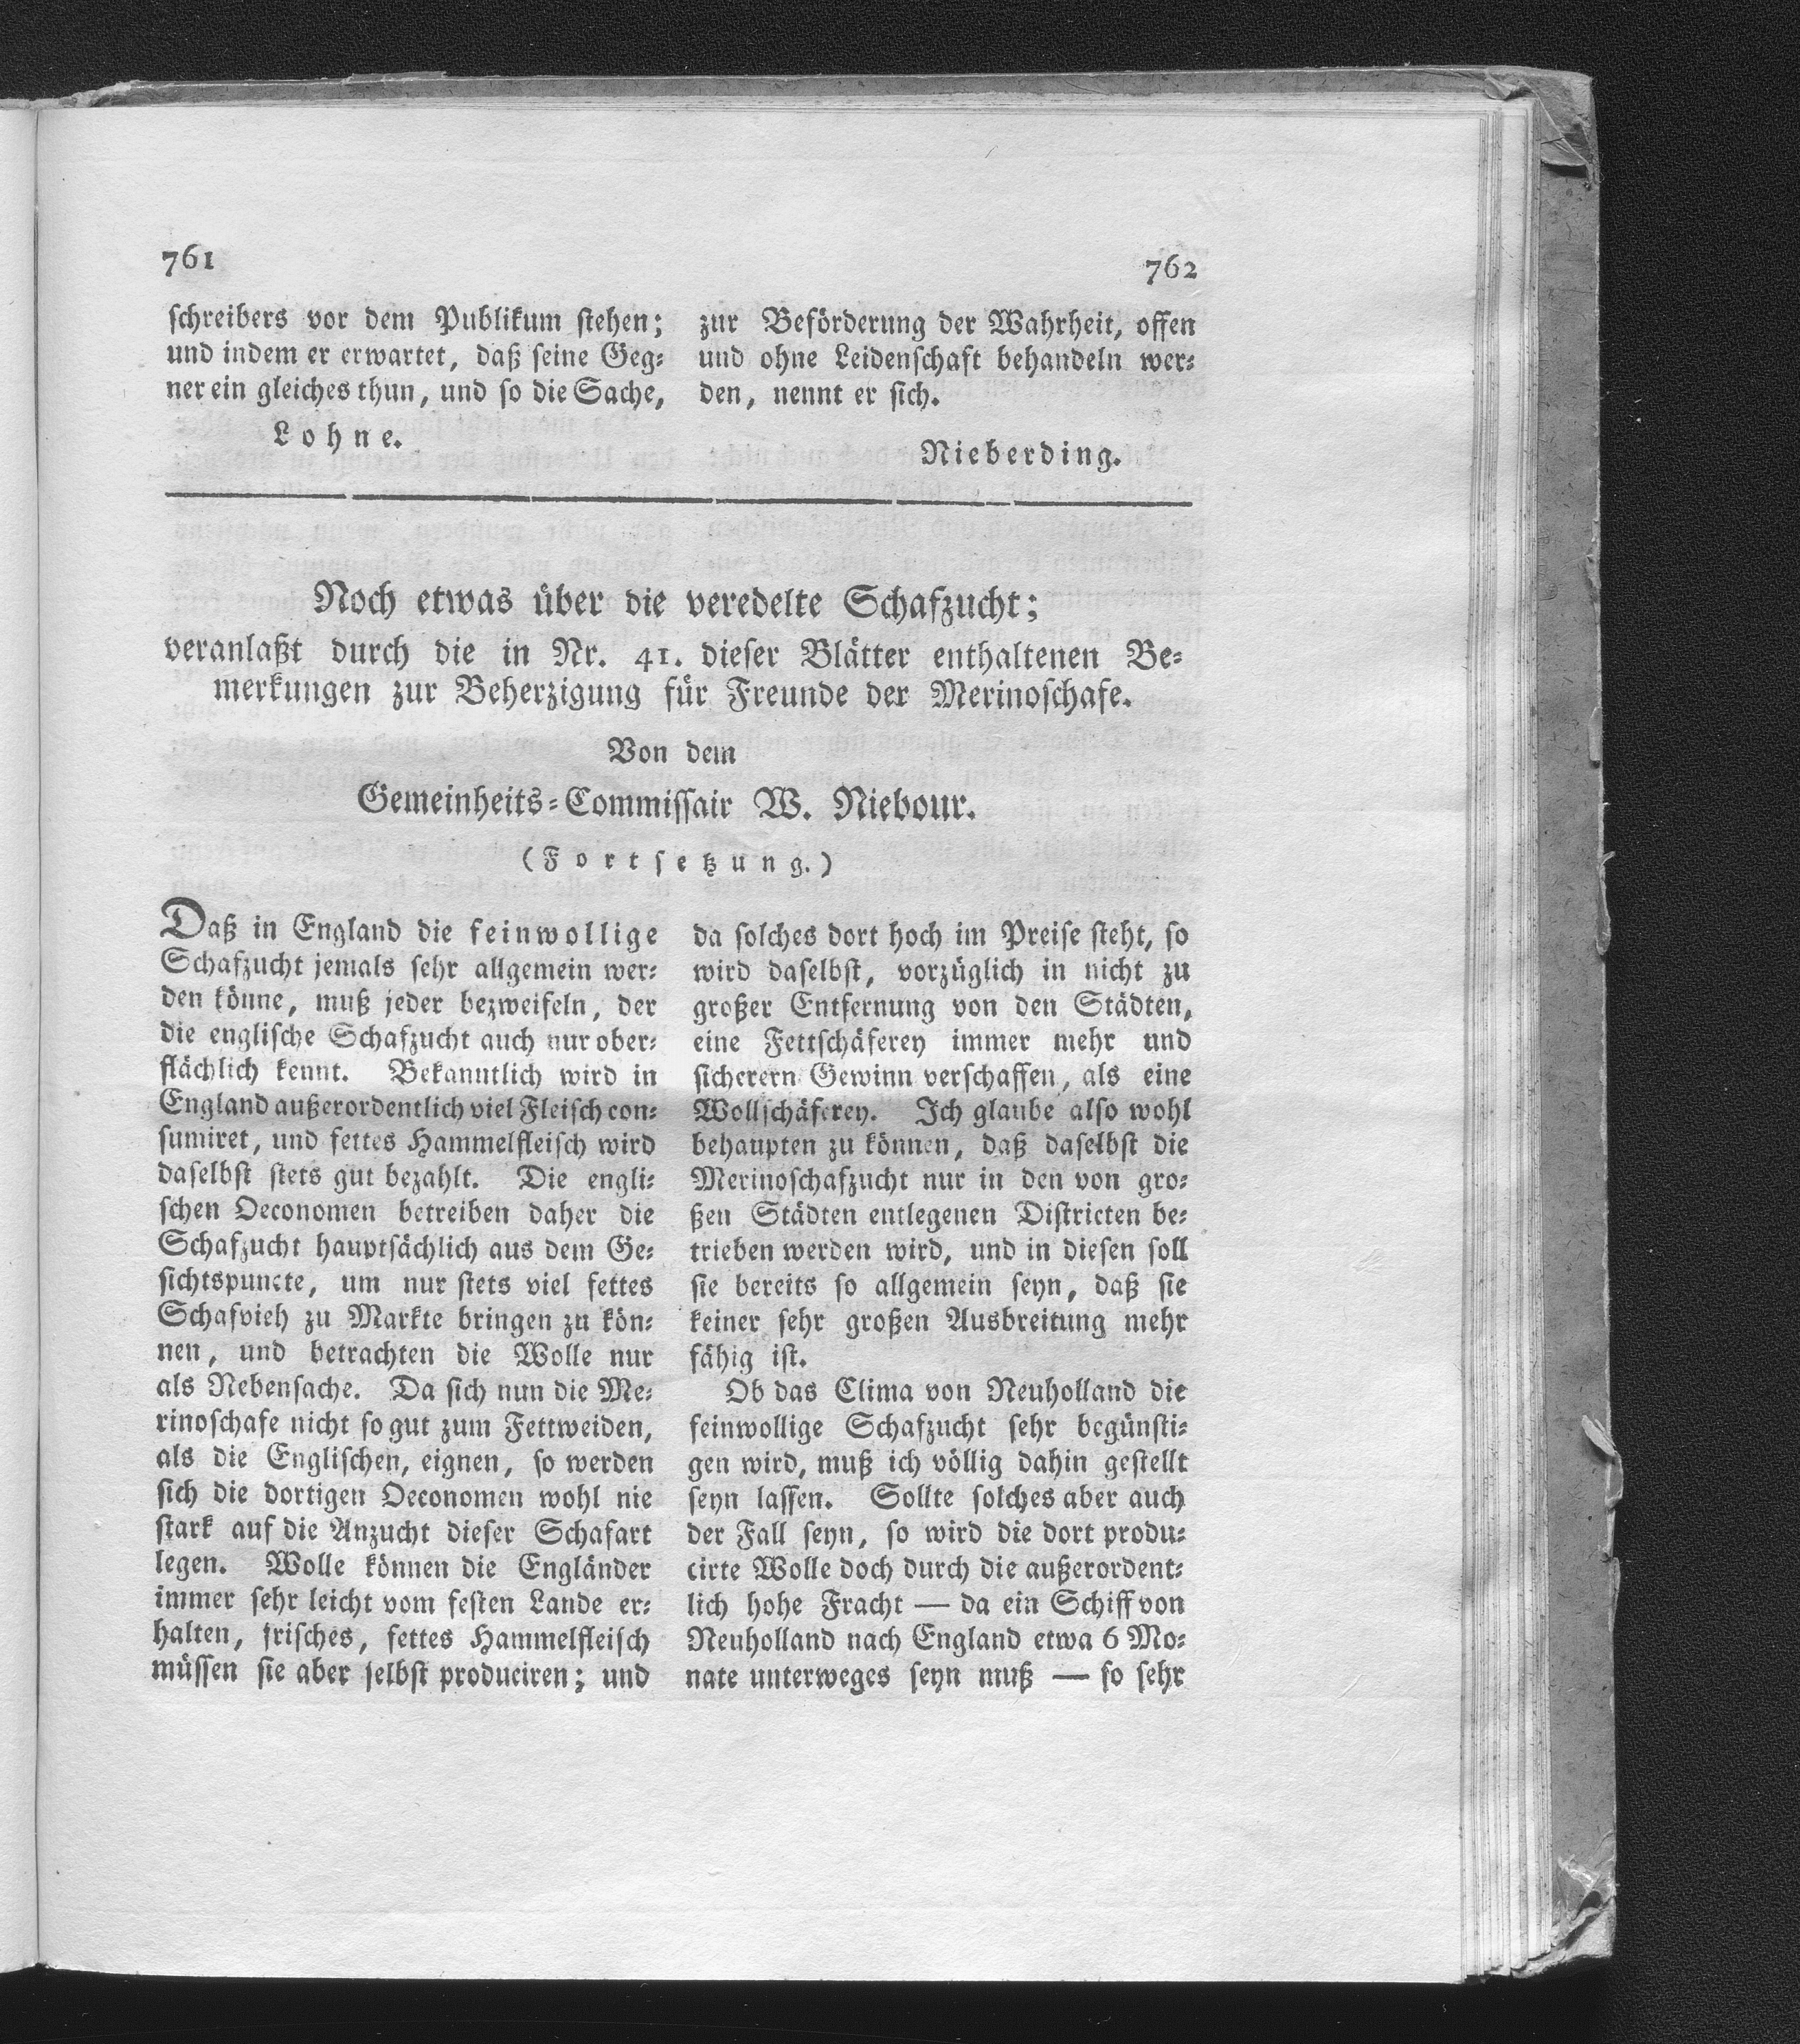 761
762
schreibers vor dem Publikum stehen;
und indem er erwartet, daß seine Geg⸗
ner ein gleiches thun, und so die Sache,
zur Beförderung der Wahrheit, offen
und ohne Leidenschaft behandeln wer⸗
den, nennt er sich.
Lohne.
Nieberding.
Noch etwas über die veredelte Schafzucht;
veranlaßt durch die in Nr. 41. dieser Blätter enthaltenen Be⸗
merkungen zur Beherzigung für Freunde der Merinoschafe.
Von dem
Gemeinheits⸗Commissair W. Niebour.
(Fortsetzung.)
Daß in England die feinwollige
Schafzucht jemals sehr allgemein wer⸗
den könne, muß jeder bezweifeln, der
die englische Schafzucht auch nur ober⸗
flächlich kennt. Bekanntlich wird in
England außerordentlich viel Fleisch con⸗
sumiret, und fettes Hammelfleisch wird
daselbst stets gut bezahlt. Die engli⸗
schen Oeconomen betreiben daher die
Schafzucht hauptsächlich aus dem Ge⸗
sichtspuncte, um nur stets viel fettes
Schafvieh zu Markte bringen zu kön⸗
nen, und betrachten die Wolle nur
als Nebensache. Da sich nun die Me⸗
rinoschafe nicht so gut zum Fettweiden,
als die Englischen, eignen, so werden
sich die dortigen Oeconomen wohl nie
stark auf die Anzucht dieser Schafart
legen. Wolle können die Engländer
immer sehr leicht vom festen Lande er⸗
halten, frisches, fettes Hammelfleisch
müssen sie aber selbst produciren; und
da solches dort hoch im Preise steht, so
wird daselbst, vorzüglich in nicht zu
großer Entfernung von den Städten,
eine Fettschäferey immer mehr und
sicherern Gewinn verschaffen, als eine
Wollschäferey. Ich glaube also wohl
behaupten zu können, daß daselbst die
Merinoschafzucht nur in den von gro⸗
ßen Städten entlegenen Districten be⸗
trieben werden wird, und in diesen soll
sie bereits so allgemein seyn, daß sie
keiner sehr großen Ausbreitung mehr
fähig ist.
Ob das Clima von Neuholland die
feinwollige Schafzucht sehr begünsti⸗
gen wird, muß ich völlig dahin gestellt
seyn lassen. Sollte solches aber auch
der Fall seyn, so wird die dort produ⸗
cirte Wolle doch durch die außerordent⸗
lich hohe Fracht — da ein Schiff von
Neuholland nach England etwa 6 Mo⸗
nate unterweges seyn muß — so sehr